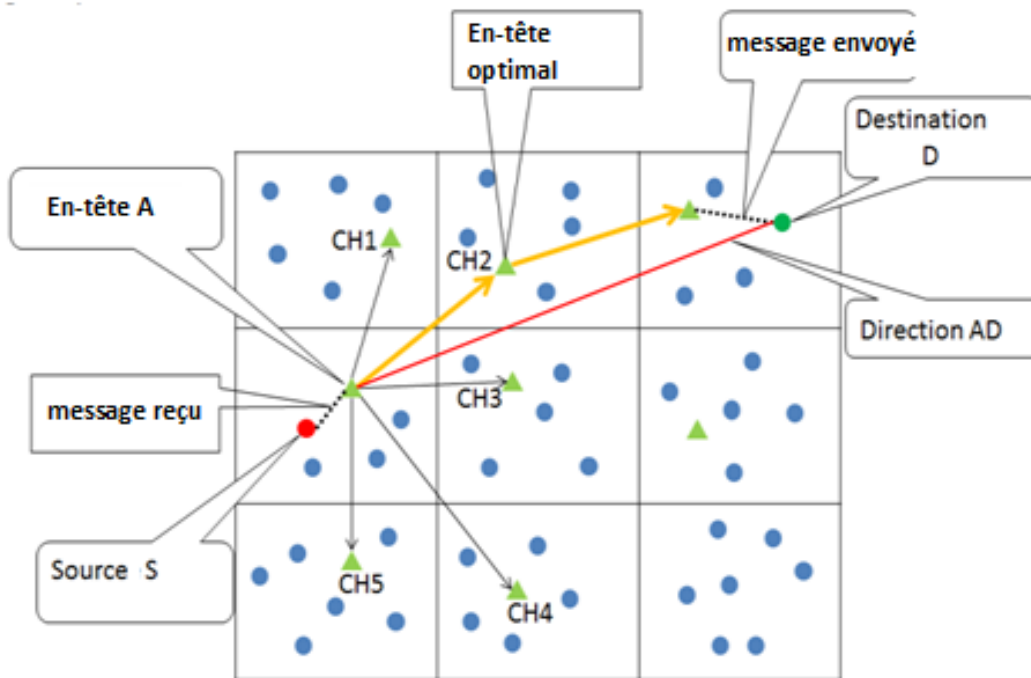 En-tête
optimal
message envoyé
Destination
D
En-tête A
CH1
CH2
Direction AD
message reçu
CH3
Source S
CH5
CH4